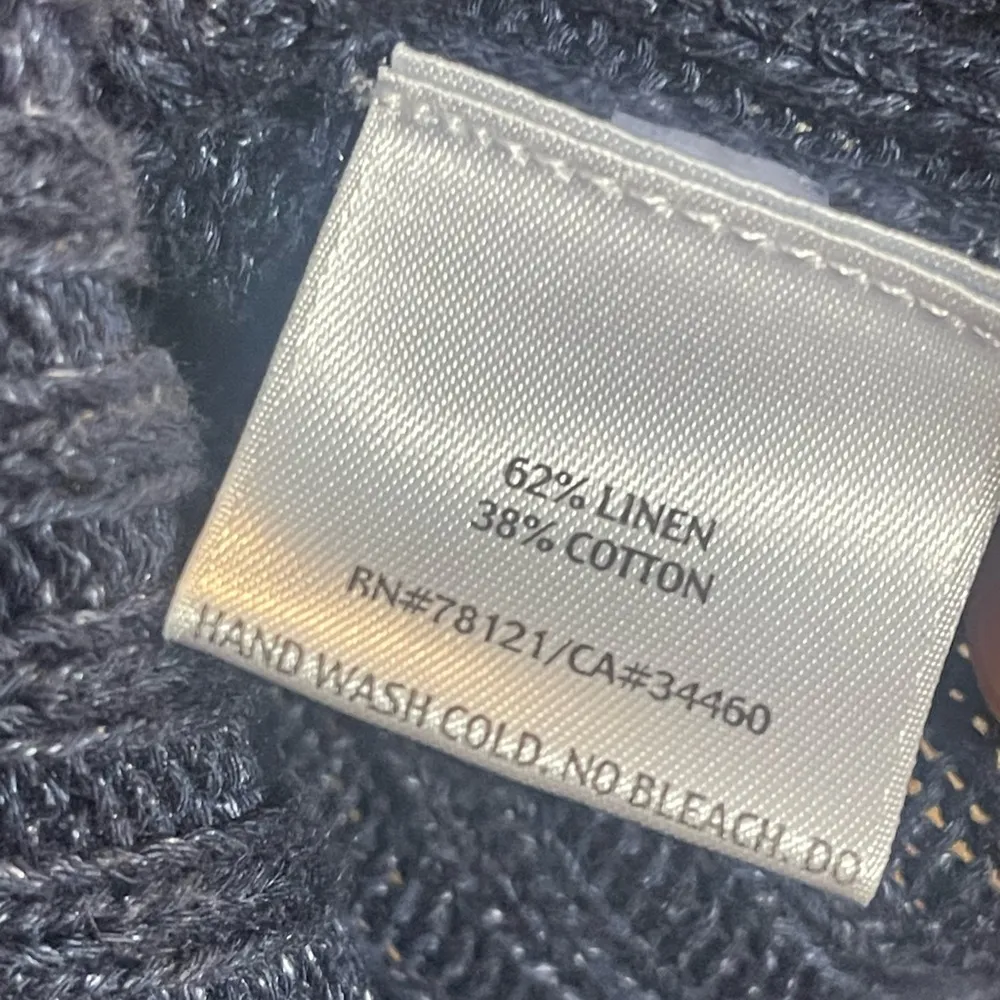 62% LINEN
38% COTTON
RN#78121/CA#34460
HAND WASH COLD. NO BLEACH. DO